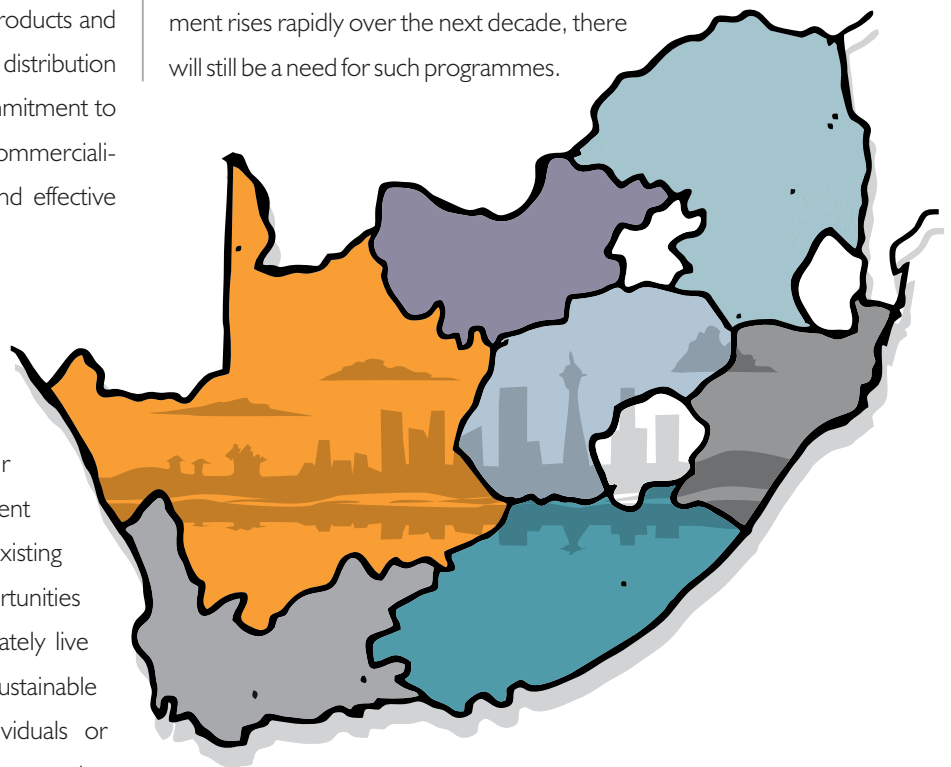 roducts and
distribution
mmitment to
ommerciali-
nd effective
r
ent
xisting
rtunities
ately live
ustainable
viduals or
ment rises rapidly over the next decade, there
will still be a need for such programmes.